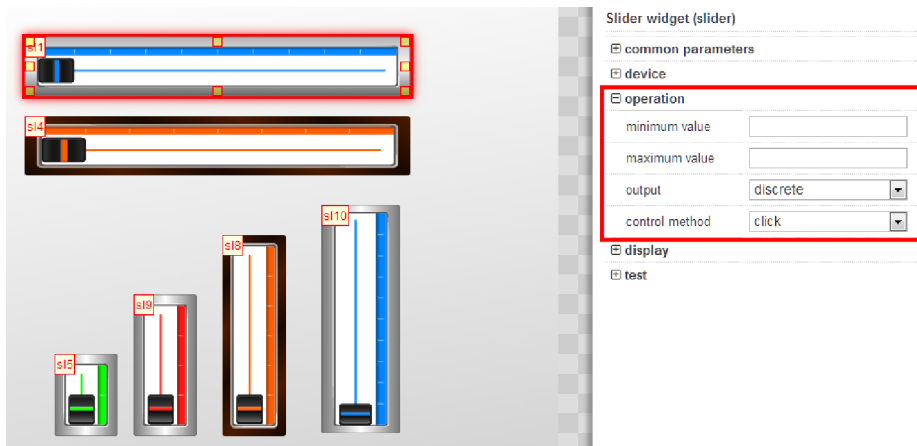 Slider widget (slider)
common parameters
device
operation
minimum value
maximum value
output discrete
control method click
display
test
sl1
sl4
sl10
sl8
sl9
sl5